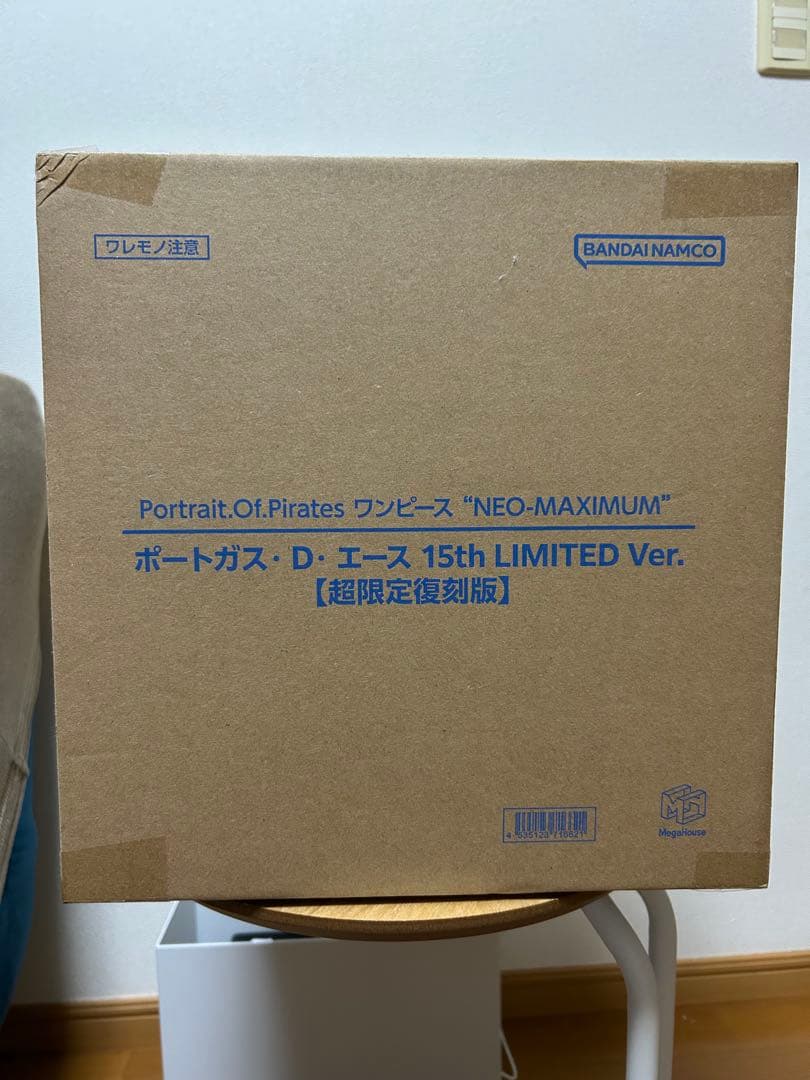 ワレモノ注意
BANDAI NAMCO
Portrait.Of.Pirates ワンピース “NEO-MAXIMUM”
ポートガス・D・エース 15th LIMITED Ver.
【超限定復刻版】
MegaHouse